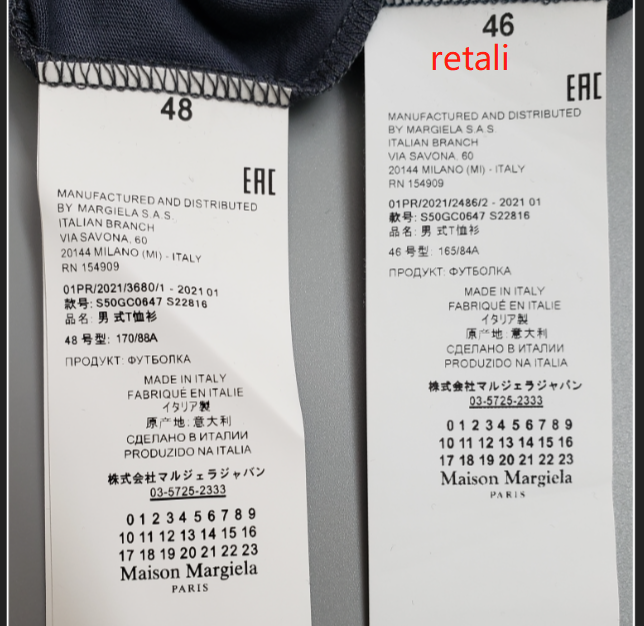 48
EAC
MANUFACTURED AND DISTRIBUTED
BY MARGIELA S.A.S.
ITALIAN BRANCH
VIA SAVONA, 60
20144 MILANO (MI) - ITALY
RN 154909
01PR/2021/3680/1 - 2021 01
款号: S50GC0647 S22816
品名: 男 式T恤衫
48 号型: 170/88A
ПРОДУКТ: ФУТБОЛКА
MADE IN ITALY
FABRIQUÉ EN ITALIE
イタリア製
原产地: 意大利
СДЕЛАНО В ИТАЛИИ
PRODUZIDO NA ITALIA
株式会社マルジェラジャパン
03-5725-2333
0 1 2 3 4 5 6 7 8 9
10 11 12 13 14 15 16
17 18 19 20 21 22 23
Maison Margiela
PARIS
46
retali
EAC
MANUFACTURED AND DISTRIBUTED
BY MARGIELA S.A.S
ITALIAN BRANCH
VIA SAVONA, 60
20144 MILANO (MI) - ITALY
RN 154909
01PR/2021/2486/2 - 2021 01
款号: S50GC0647 S22816
品名: 男 式T恤衫
46 号型: 165/84A
ПРОДУКТ: ФУТБОЛКА
MADE IN ITALY
FABRIQUÉ EN ITALIE
イタリア製
原产地: 意大利
СДЕЛАНО В ИТАЛИИ
PRODUZIDO NA ITALIA
株式会社マルジェラジャパン
03-5725-2333
0 1 2 3 4 5 6 7 8 9
10 11 12 13 14 15 16
17 18 19 20 21 22 23
Maison Margiela
PARIS